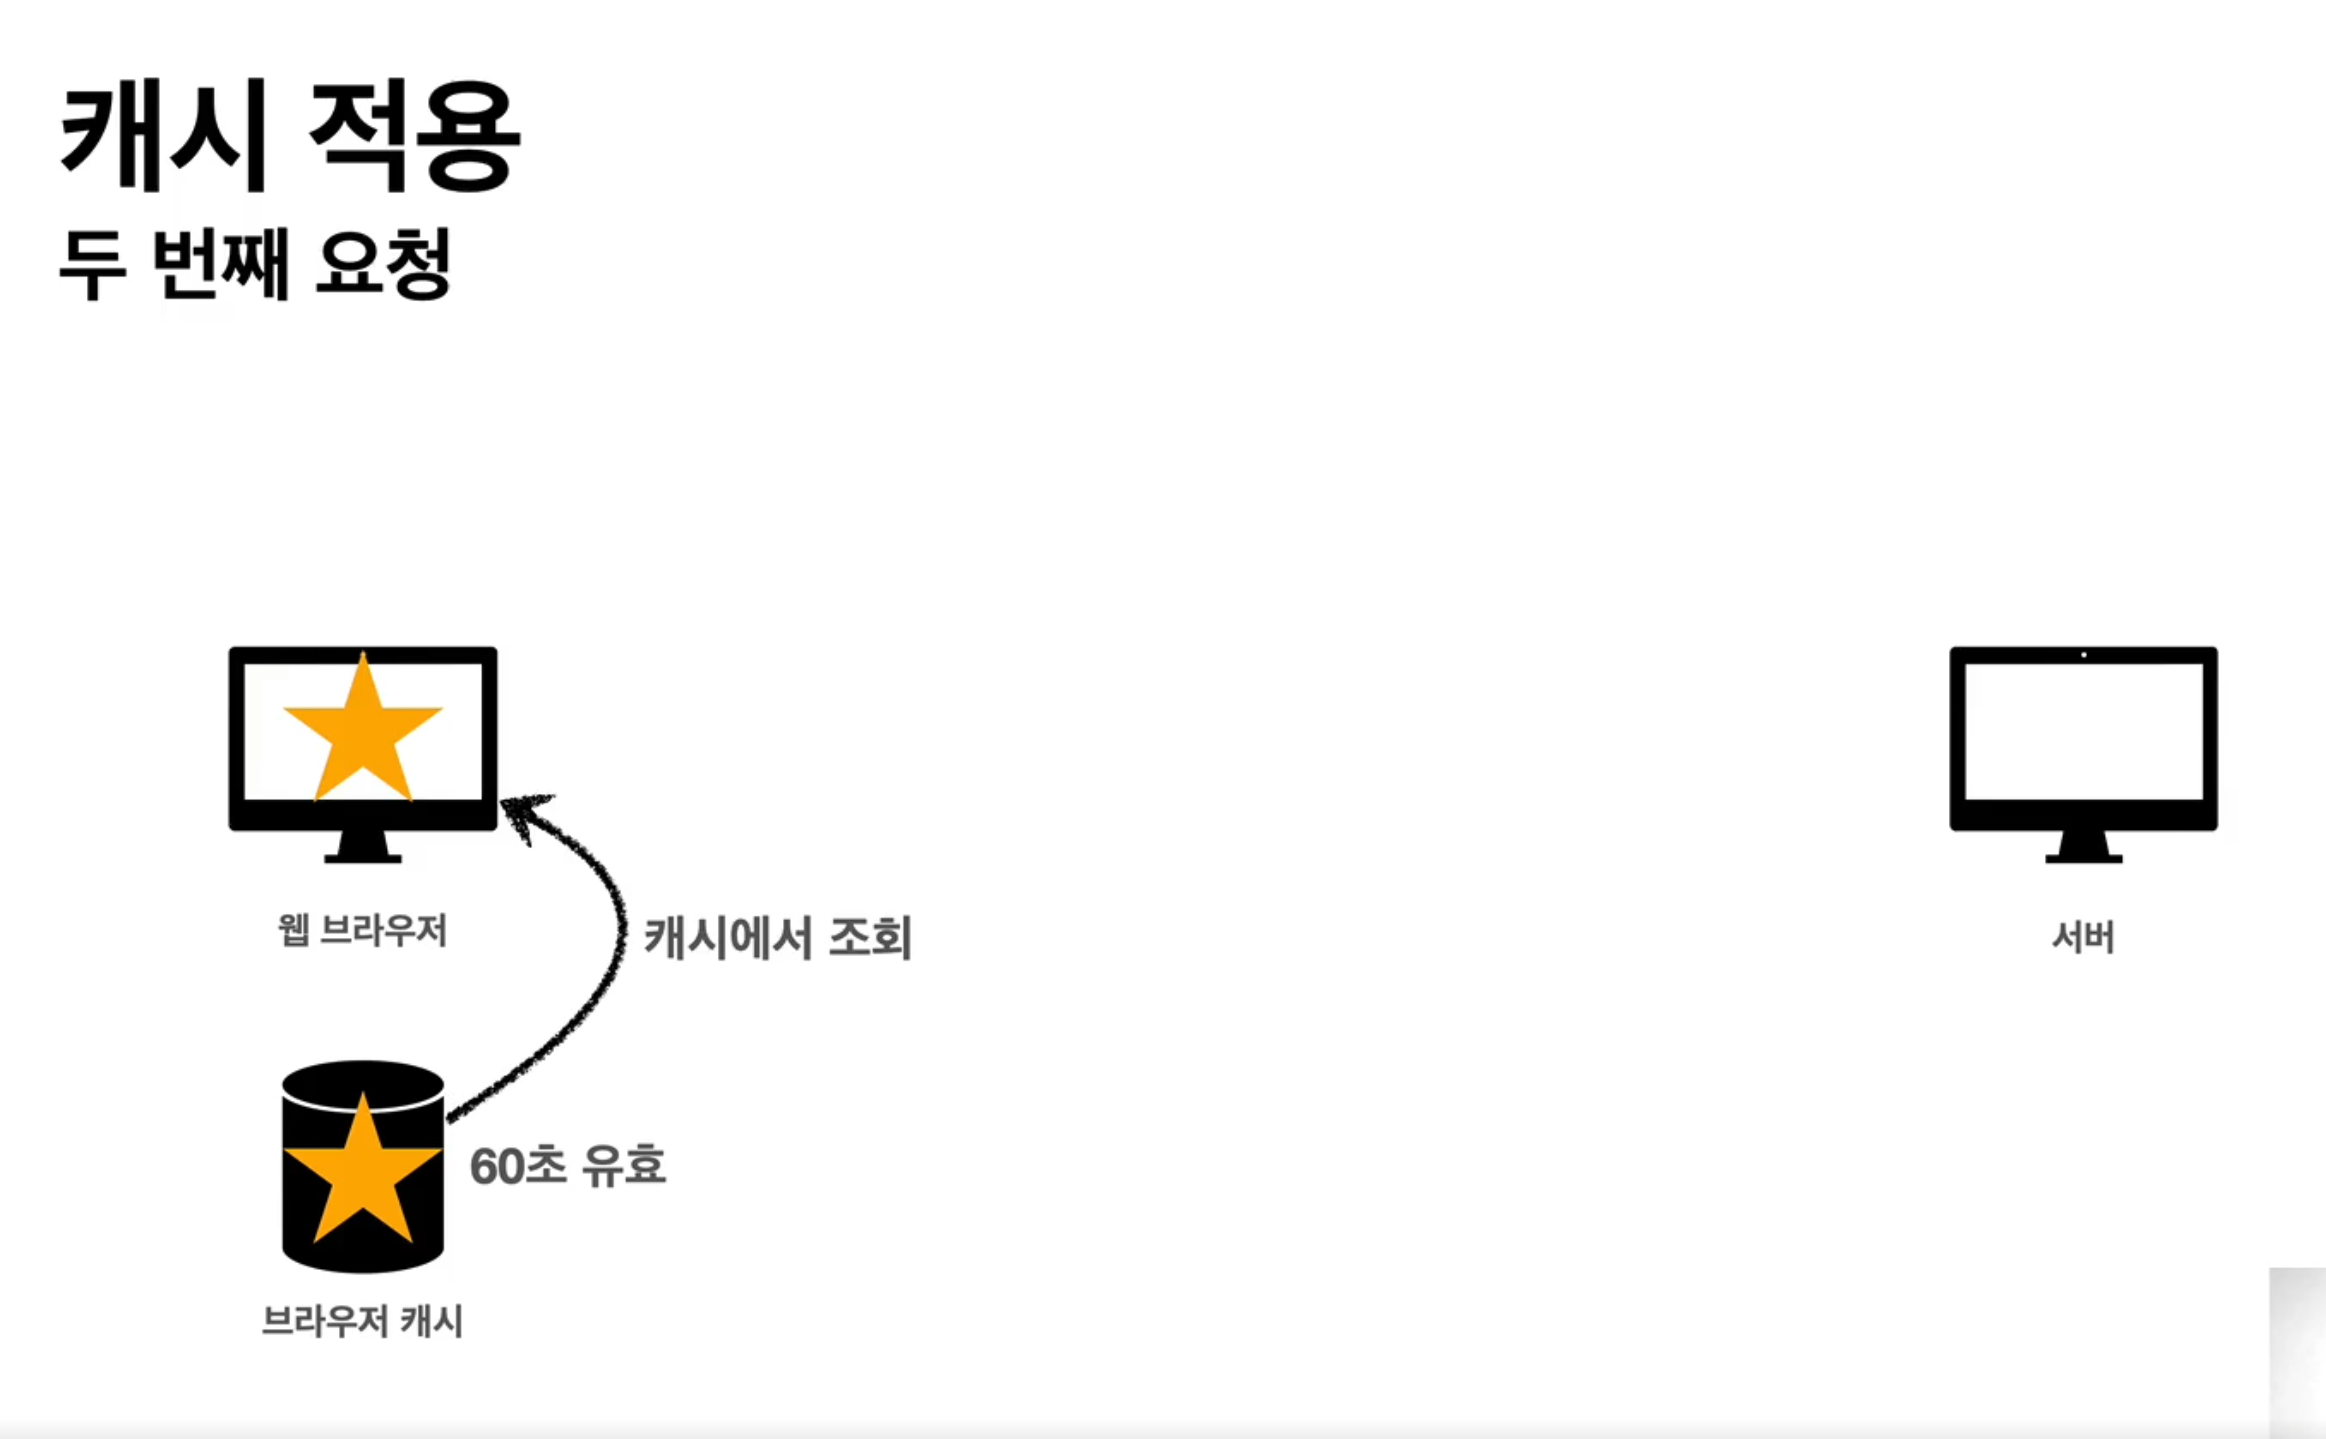 캐시 적용
두 번째 요청
웹 브라우저
캐시에서 조회
서버
60초 유효
브라우저 캐시